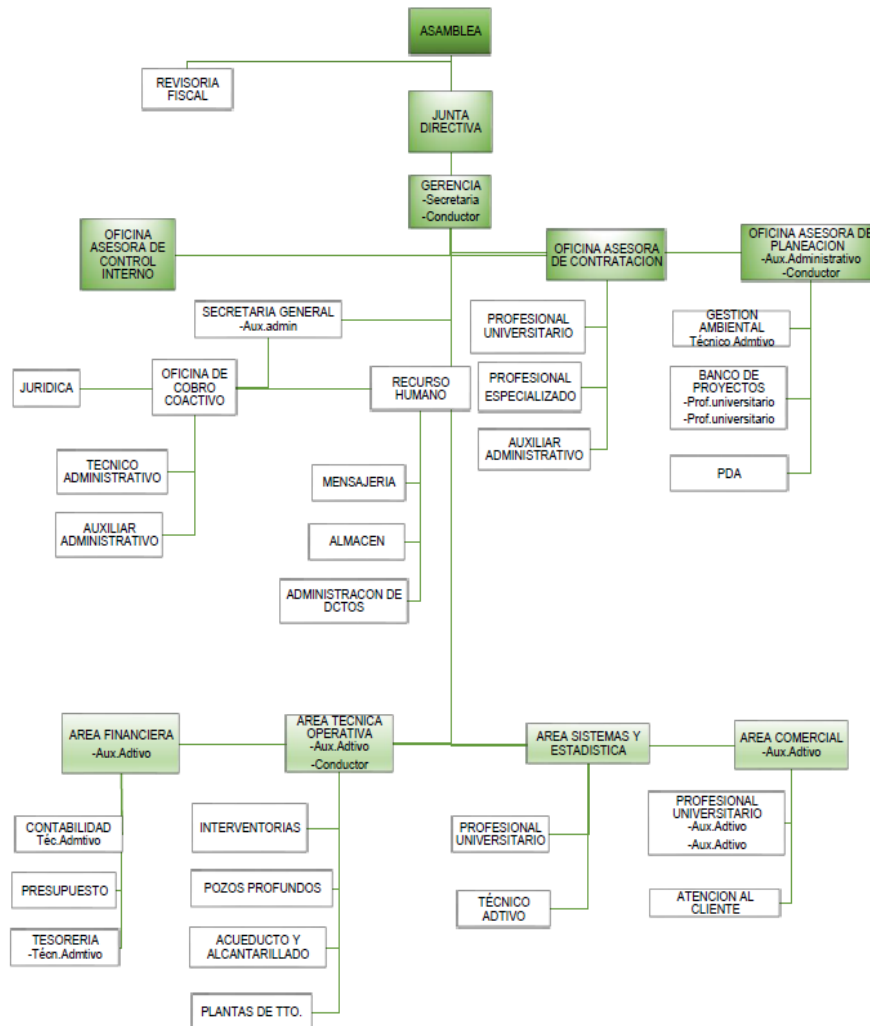 ASAMBLEA
REVISORIA
FISCAL
JUNTA
DIRECTIVA
GERENCIA
-Secretaria
-Conductor
OFICINA
ASESORA DE
CONTROL
INTERNO
OFICINA ASESORA
DE CONTRATACION
OFICINA ASESORA DE
PLANEACION
-Aux.Administrativo
-Conductor
SECRETARIA GENERAL
-Aux.admin
PROFESIONAL
UNIVERSITARIO
GESTION
AMBIENTAL
Técnico Admtivo
JURIDICA
OFICINA DE
COBRO
COACTIVO
RECURSO
HUMANO
PROFESIONAL
ESPECIALIZADO
BANCO DE
PROYECTOS
-Prof.universitario
-Prof.universitario
TECNICO
ADMINISTRATIVO
MENSAJERIA
AUXILIAR
ADMINISTRATIVO
PDA
AUXILIAR
ADMINISTRATIVO
ALMACEN
ADMINISTRACON DE
DCTOS
AREA FINANCIERA
-Aux.Adtivo
AREA TECNICA
OPERATIVA
-Aux.Adtivo
-Conductor
AREA SISTEMAS Y
ESTADISTICA
AREA COMERCIAL
-Aux.Adtivo
CONTABILIDAD
Téc.Admtivo
INTERVENTORIAS
PROFESIONAL
UNIVERSITARIO
PROFESIONAL
UNIVERSITARIO
-Aux.Adtivo
-Aux.Adtivo
PRESUPUESTO
POZOS PROFUNDOS
TÉCNICO
ADTIVO
ATENCION AL
CLIENTE
TESORERIA
-Técn.Admtivo
ACUEDUCTO Y
ALCANTARILLADO
PLANTAS DE TTO.